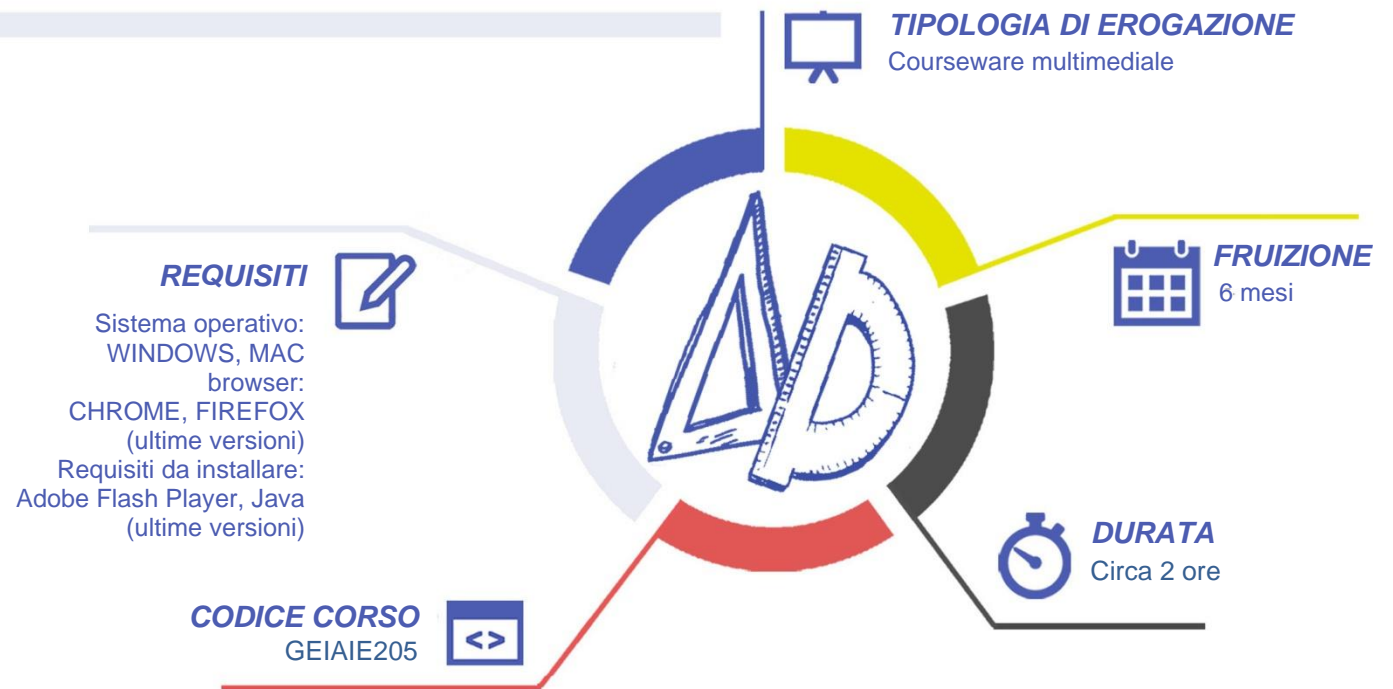 TIPOLOGIA DI EROGAZIONE
Courseware multimediale
REQUISITI
Sistema operativo:
WINDOWS, MAC
browser:
CHROME, FIREFOX
(ultime versioni)
Requisiti da installare:
Adobe Flash Player, Java
(ultime versioni)
FRUIZIONE
6 mesi
DURATA
Circa 2 ore
CODICE CORSO
GEIAIE205
<>